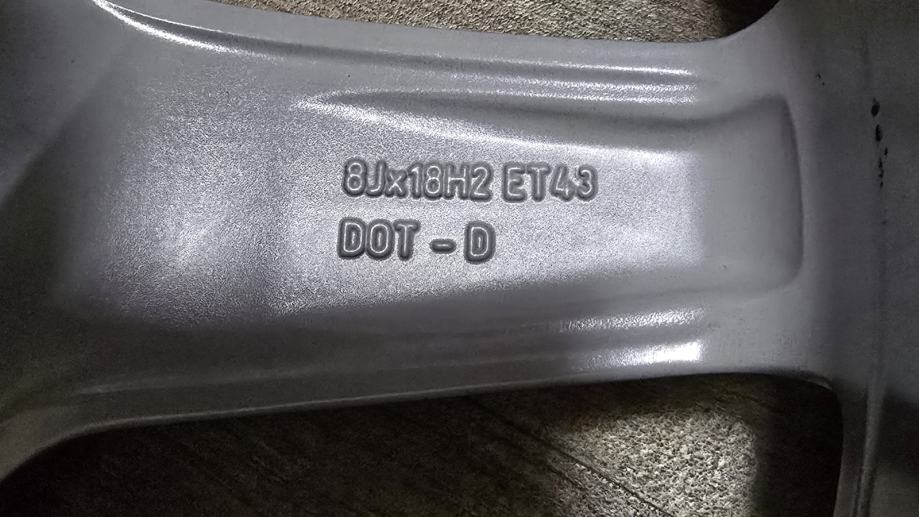 8Jx18H2 ET43
DOT - D